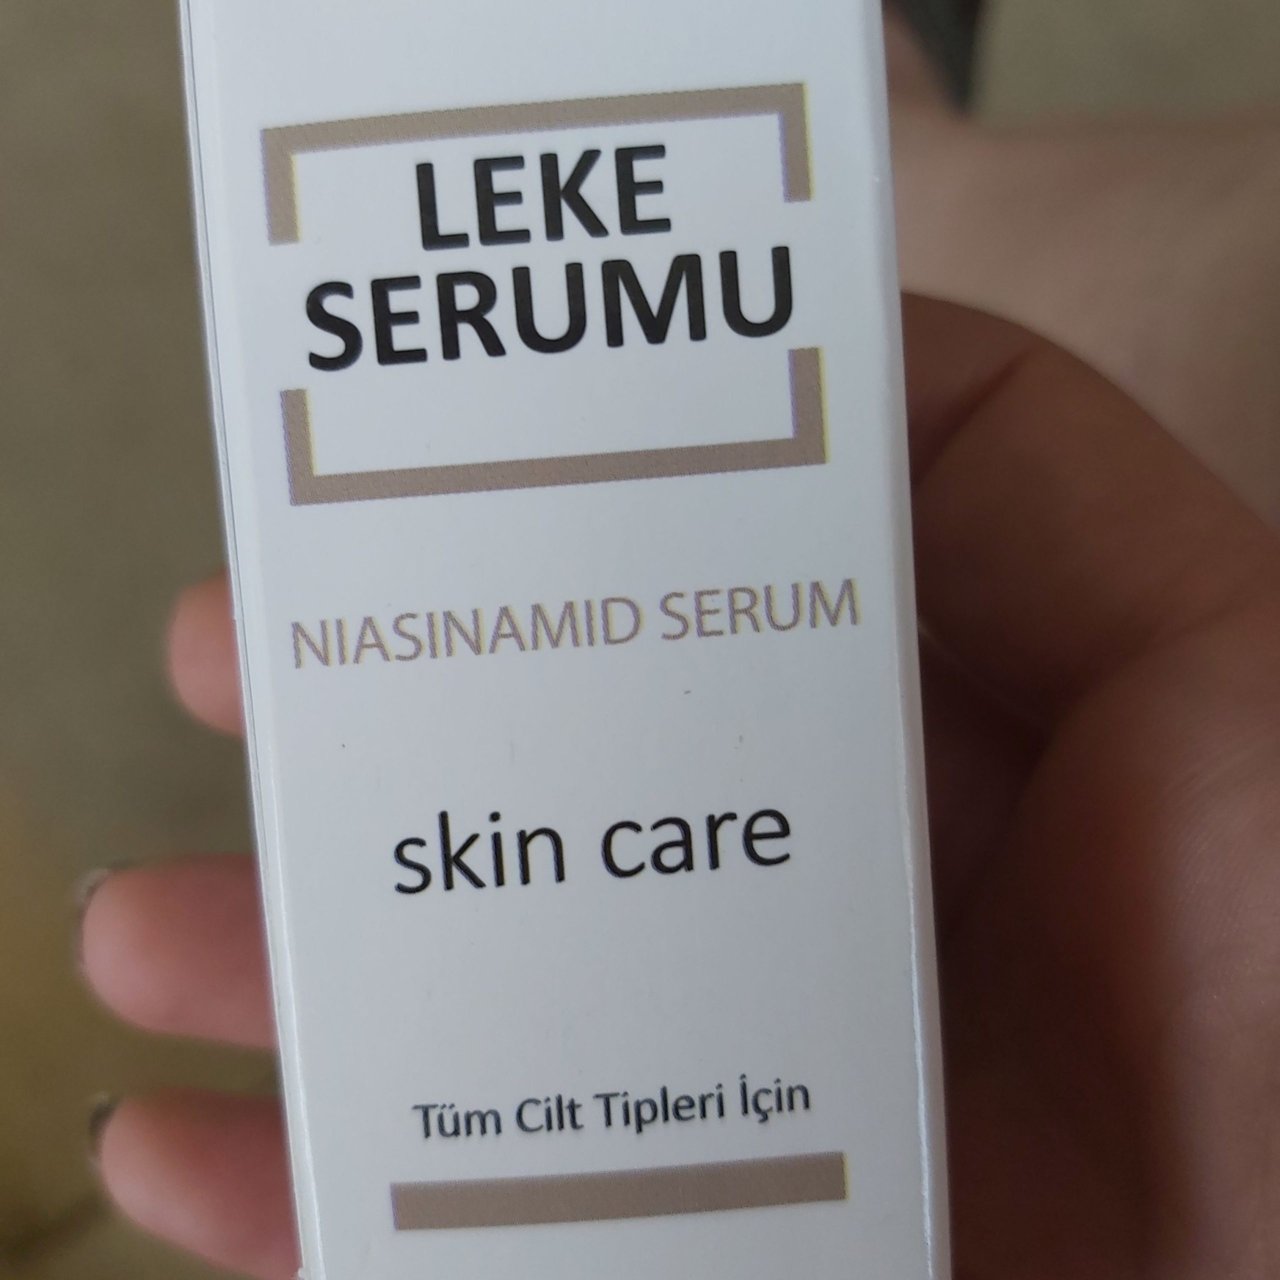 LEKE
SERUMU
NIASINAMID SERUM
skin care
Tüm Cilt Tipleri İçin